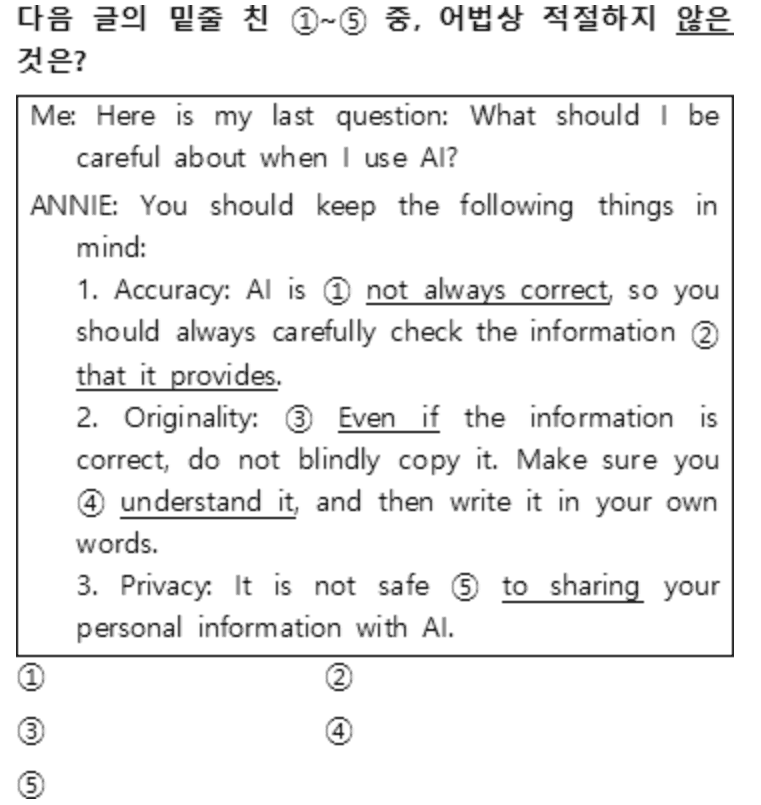 다음 글의 밑줄 친 ①~⑤ 중, 어법상 적절하지 않은
것은?
Me: Here is my last question: What should I be
careful about when I use AI?
ANNIE: You should keep the following things in
mind:
1. Accuracy: AI is ① not always correct, so you
should always carefully check the information ②
that it provides.
2. Originality: ③ Even if the information is
correct, do not blindly copy it. Make sure you
④ understand it, and then write it in your own
words.
3. Privacy: It is not safe ⑤ to sharing your
personal information with AI.
① ②
③ ④
⑤